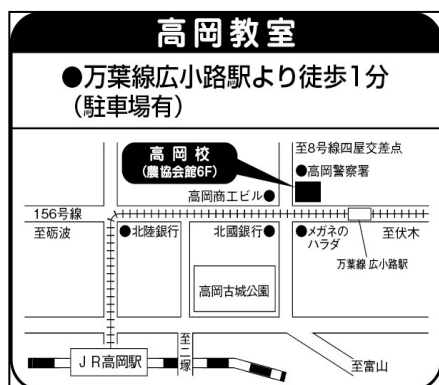 高岡教室
●万葉線広小路駅より徒歩1分
（駐車場有）
至8号線四屋交差点
高岡校
（農協会館6F）
●高岡警察署
高岡商工ビル●
156号線
至砺波
●北陸銀行
北國銀行●
●メガネの
ハラダ
至伏木
万葉線 広小路駅
高岡古城公園
JR高岡駅
至二塚
至富山